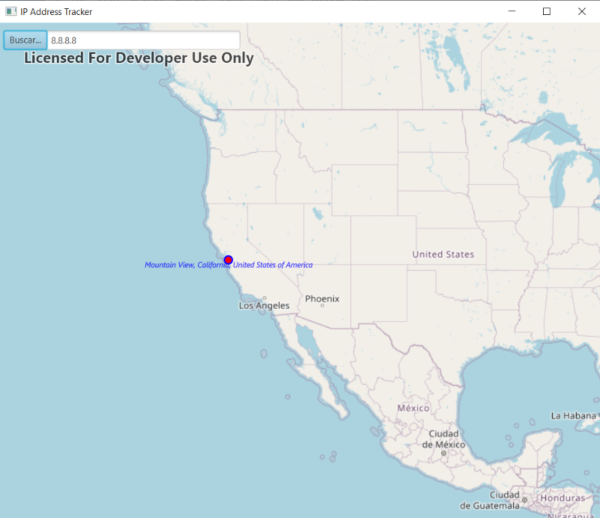 IP Address Tracker
Buscar...
8.8.8.8
Licensed For Developer Use Only
United States
Mountain View, California, United States of America
Phoenix
Los Angeles
México
La Habana
Ciudad
de México
Ciudad
de Guatemala
Honduras
Nicaragua